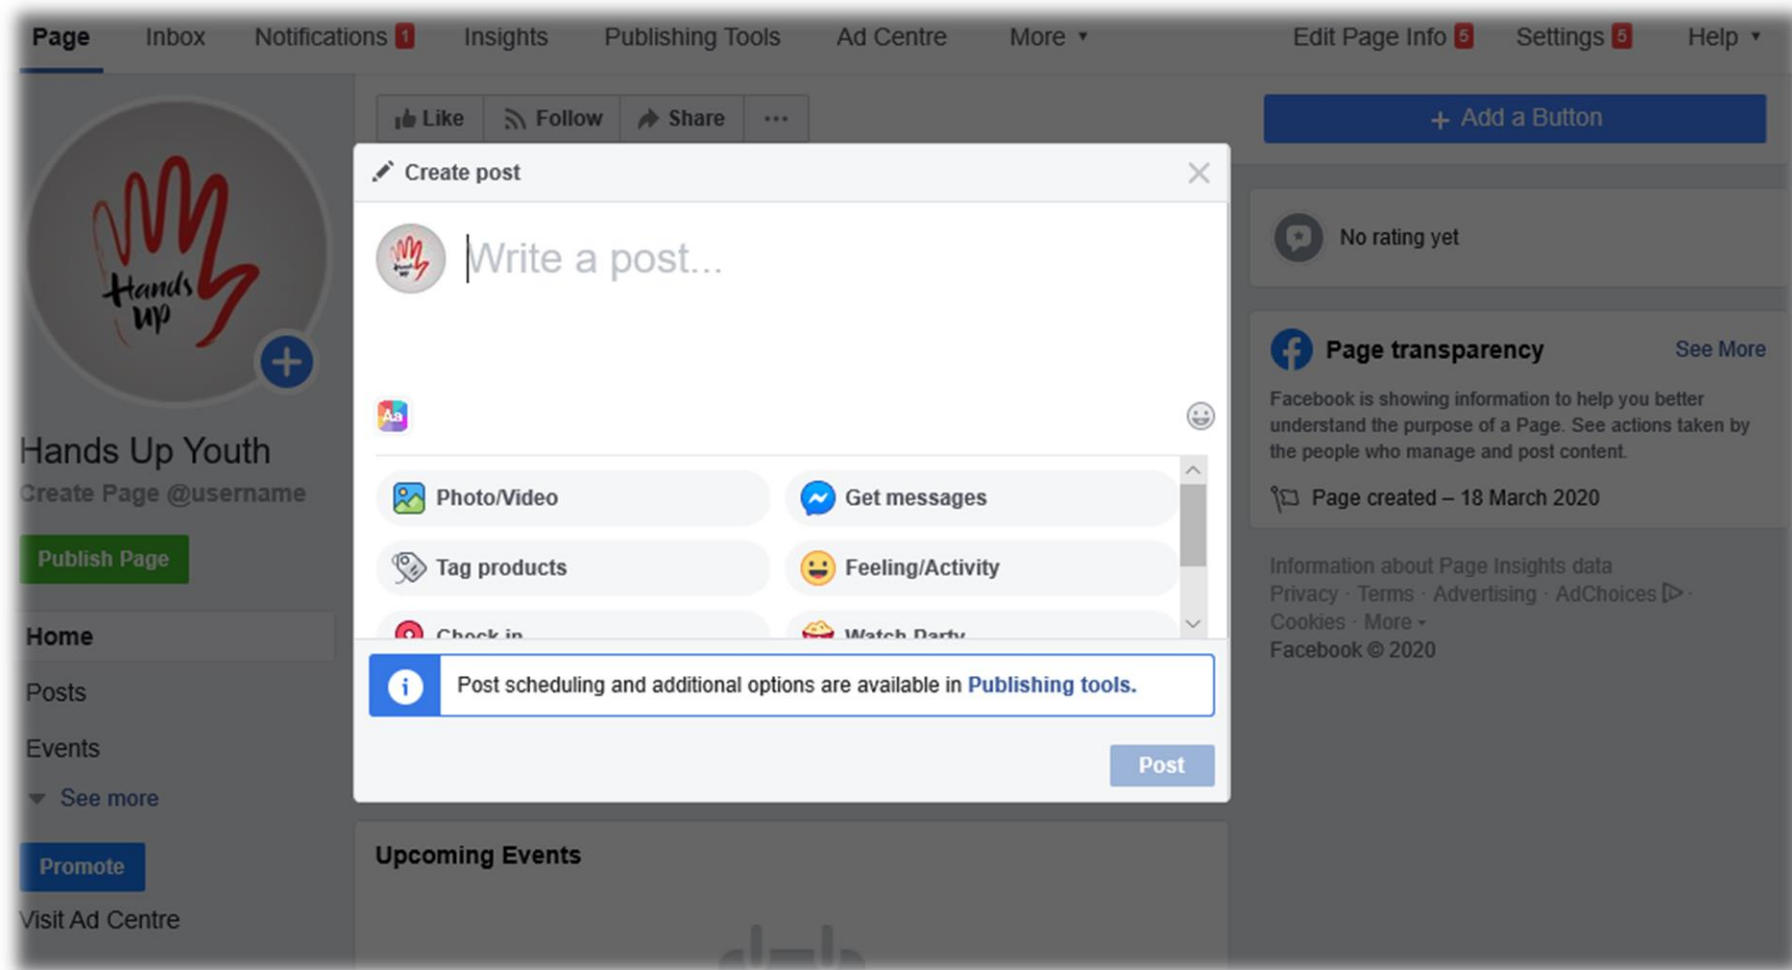 Page Inbox Notifications 1 Insights Publishing Tools Ad Centre More Edit Page Info 5 Settings 5 Help
Like Follow Share ...
+ Add a Button
Hands
up
Hands Up Youth
Create Page @username
Publish Page
Home
Posts
Events
See more
Promote
Visit Ad Centre
Create post
Hands
up
Write a post...
Aa
Photo/Video Get messages
Tag products Feeling/Activity
Check in Watch Party
i Post scheduling and additional options are available in Publishing tools.
Post
Upcoming Events
No rating yet
Page transparency See More
Facebook is showing information to help you better
understand the purpose of a Page. See actions taken by
the people who manage and post content.
Page created – 18 March 2020
Information about Page Insights data
Privacy · Terms · Advertising · AdChoices ·
Cookies · More
Facebook © 2020